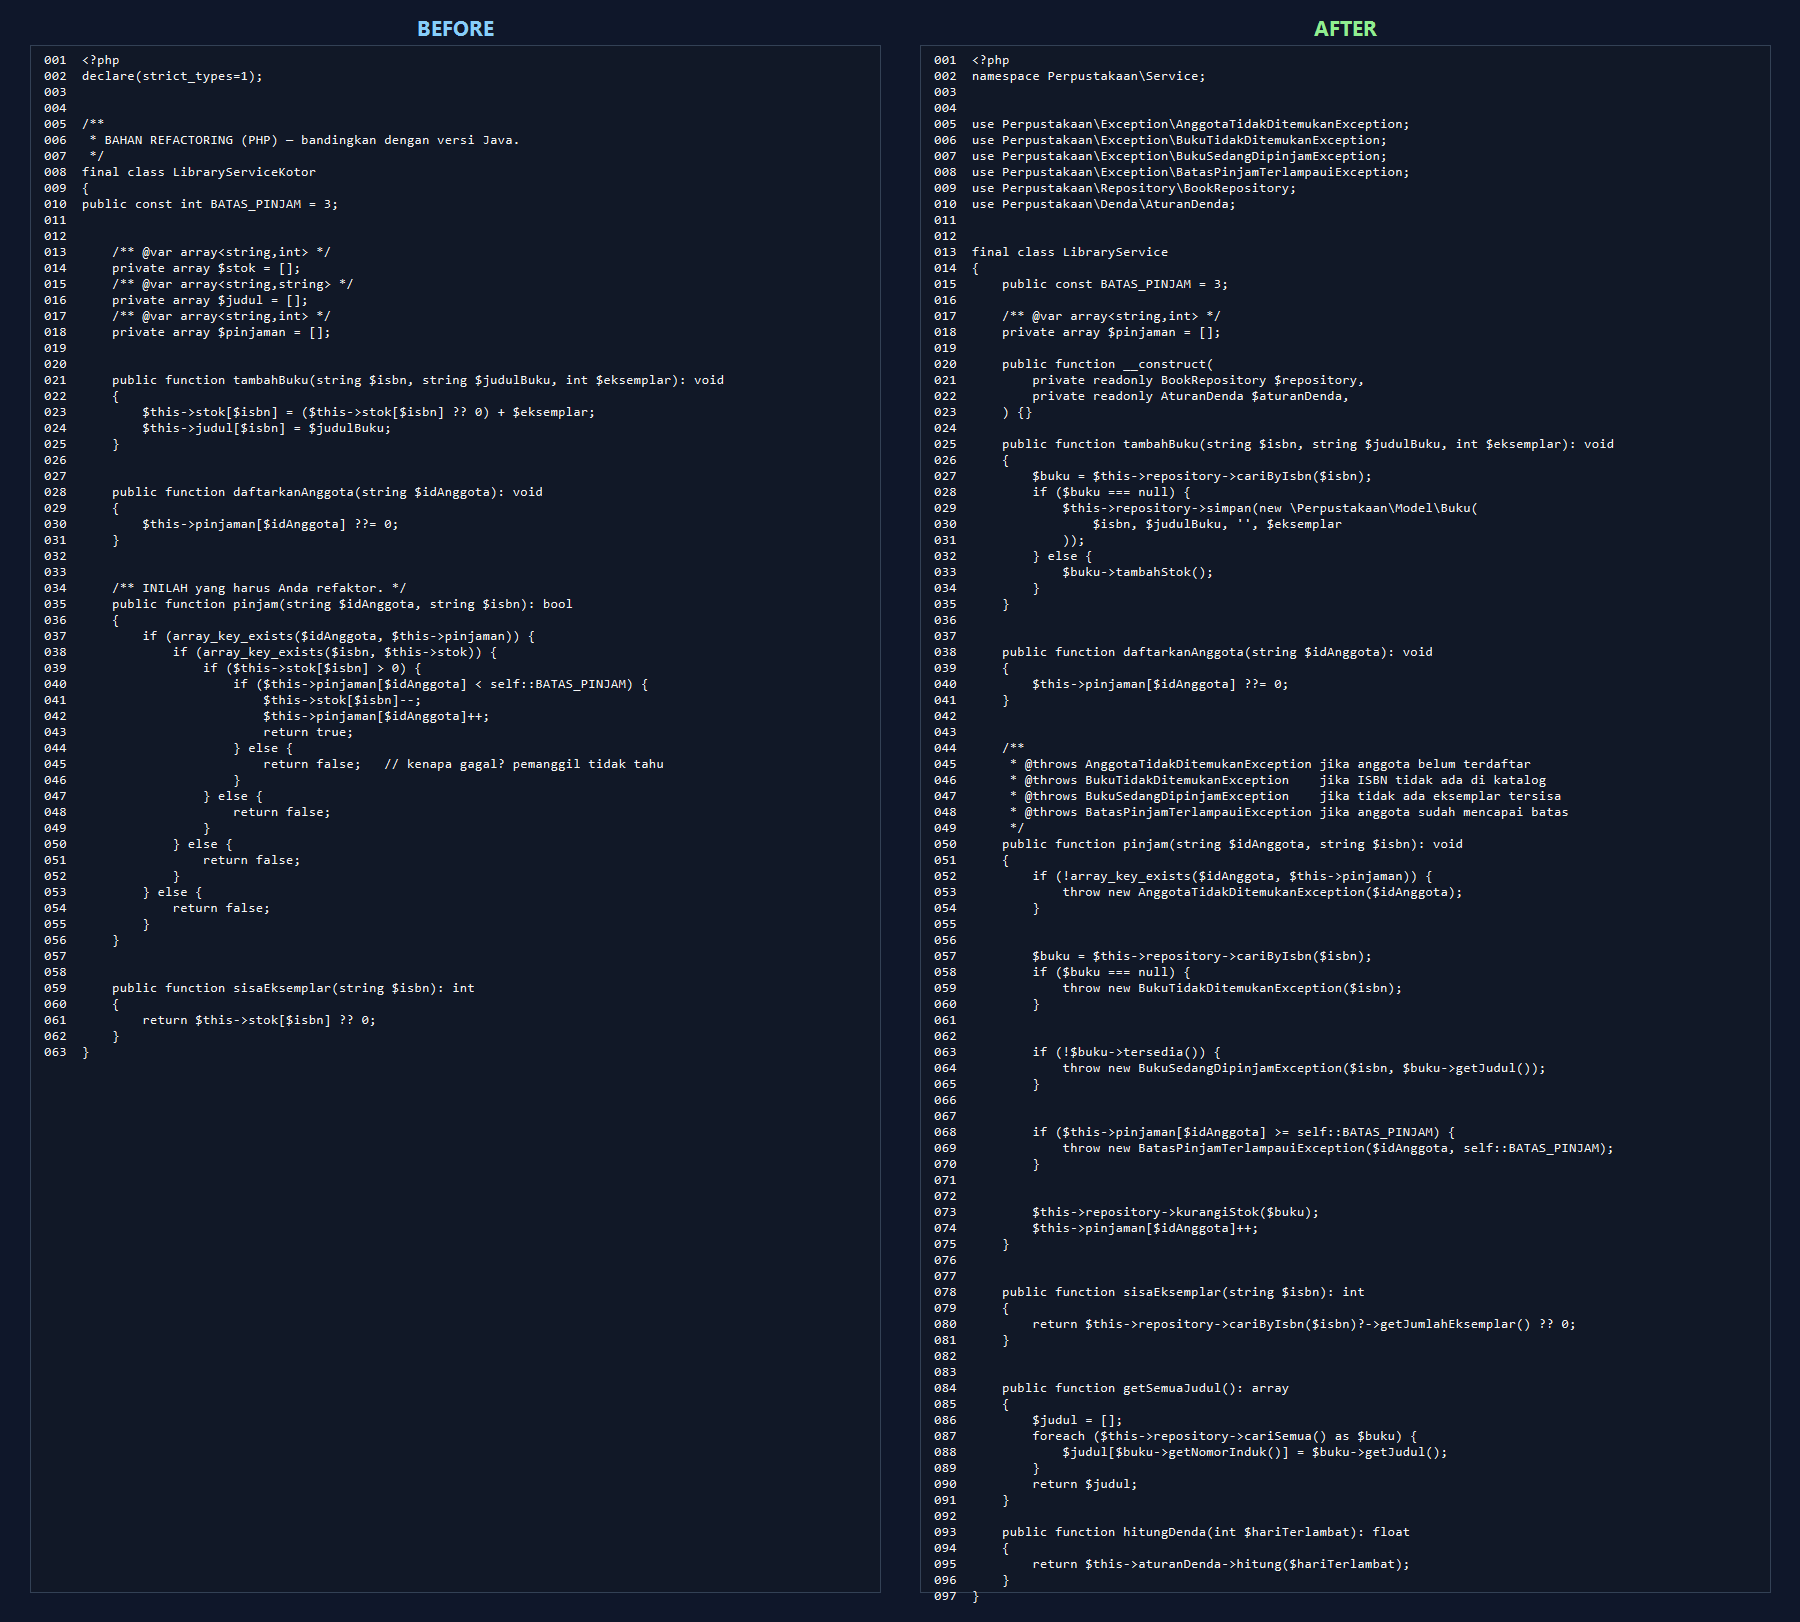 BEFORE
001 <?php
002 declare(strict_types=1);
003
004
005 /**
006  * BAHAN REFACTORING (PHP) — bandingkan dengan versi Java.
007  */
008 final class LibraryServiceKotor
009 {
010 public const int BATAS_PINJAM = 3;
011
012
013     /** @var array<string,int> */
014     private array $stok = [];
015     /** @var array<string,string> */
016     private array $judul = [];
017     /** @var array<string,int> */
018     private array $pinjaman = [];
019
020
021     public function tambahBuku(string $isbn, string $judulBuku, int $eksemplar): void
022     {
023         $this->stok[$isbn] = ($this->stok[$isbn] ?? 0) + $eksemplar;
024         $this->judul[$isbn] = $judulBuku;
025     }
026
027
028     public function daftarkanAnggota(string $idAnggota): void
029     {
030         $this->pinjaman[$idAnggota] ??= 0;
031     }
032
033
034     /** INILAH yang harus Anda refaktor. */
035     public function pinjam(string $idAnggota, string $isbn): bool
036     {
037         if (array_key_exists($idAnggota, $this->pinjaman)) {
038             if (array_key_exists($isbn, $this->stok)) {
039                 if ($this->stok[$isbn] > 0) {
040                     if ($this->pinjaman[$idAnggota] < self::BATAS_PINJAM) {
041                         $this->stok[$isbn]--;
042                         $this->pinjaman[$idAnggota]++;
043                         return true;
044                     } else {
045                         return false;   // kenapa gagal? pemanggil tidak tahu
046                     }
047                 } else {
048                     return false;
049                 }
050             } else {
051                 return false;
052             }
053         } else {
054             return false;
055         }
056     }
057
058
059     public function sisaEksemplar(string $isbn): int
060     {
061         return $this->stok[$isbn] ?? 0;
062     }
063 }
AFTER
001 <?php
002 namespace Perpustakaan\Service;
003
004
005 use Perpustakaan\Exception\AnggotaTidakDitemukanException;
006 use Perpustakaan\Exception\BukuTidakDitemukanException;
007 use Perpustakaan\Exception\BukuSedangDipinjamException;
008 use Perpustakaan\Exception\BatasPinjamTerlampauiException;
009 use Perpustakaan\Repository\BookRepository;
010 use Perpustakaan\Denda\AturanDenda;
011
012
013 final class LibraryService
014 {
015     public const BATAS_PINJAM = 3;
016
017     /** @var array<string,int> */
018     private array $pinjaman = [];
019
020     public function __construct(
021         private readonly BookRepository $repository,
022         private readonly AturanDenda $aturanDenda,
023     ) {}
024
025     public function tambahBuku(string $isbn, string $judulBuku, int $eksemplar): void
026     {
027         $buku = $this->repository->cariByIsbn($isbn);
028         if ($buku === null) {
029             $this->repository->simpan(new \Perpustakaan\Model\Buku(
030                 $isbn, $judulBuku, '', $eksemplar
031             ));
032         } else {
033             $buku->tambahStok();
034         }
035     }
036
037
038     public function daftarkanAnggota(string $idAnggota): void
039     {
040         $this->pinjaman[$idAnggota] ??= 0;
041     }
042
043
044     /**
045      * @throws AnggotaTidakDitemukanException jika anggota belum terdaftar
046      * @throws BukuTidakDitemukanException    jika ISBN tidak ada di katalog
047      * @throws BukuSedangDipinjamException    jika tidak ada eksemplar tersisa
048      * @throws BatasPinjamTerlampauiException jika anggota sudah mencapai batas
049      */
050     public function pinjam(string $idAnggota, string $isbn): void
051     {
052         if (!array_key_exists($idAnggota, $this->pinjaman)) {
053             throw new AnggotaTidakDitemukanException($idAnggota);
054         }
055
056
057         $buku = $this->repository->cariByIsbn($isbn);
058         if ($buku === null) {
059             throw new BukuTidakDitemukanException($isbn);
060         }
061
062
063         if (!$buku->tersedia()) {
064             throw new BukuSedangDipinjamException($isbn, $buku->getJudul());
065         }
066
067
068         if ($this->pinjaman[$idAnggota] >= self::BATAS_PINJAM) {
069             throw new BatasPinjamTerlampauiException($idAnggota, self::BATAS_PINJAM);
070         }
071
072
073         $this->repository->kurangiStok($buku);
074         $this->pinjaman[$idAnggota]++;
075     }
076
077
078     public function sisaEksemplar(string $isbn): int
079     {
080         return $this->repository->cariByIsbn($isbn)?->getJumlahEksemplar() ?? 0;
081     }
082
083
084     public function getSemuaJudul(): array
085     {
086         $judul = [];
087         foreach ($this->repository->cariSemua() as $buku) {
088             $judul[$buku->getNomorInduk()] = $buku->getJudul();
089         }
090         return $judul;
091     }
092
093     public function hitungDenda(int $hariTerlambat): float
094     {
095         return $this->aturanDenda->hitung($hariTerlambat);
096     }
097 }